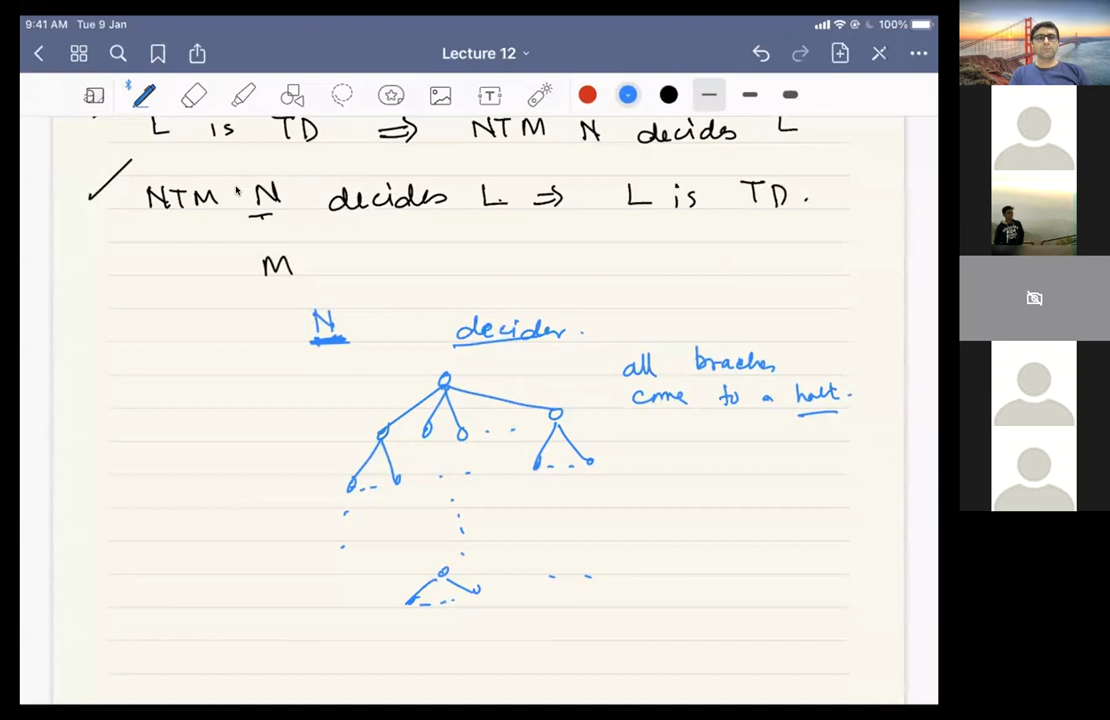 9:41 AM Tue 9 Jan
100%
Lecture 12
L is TD ⇒ NTM N decides L
NTM N decides L ⇒ L is TD.
M
N decider.
all braches
come to a halt.